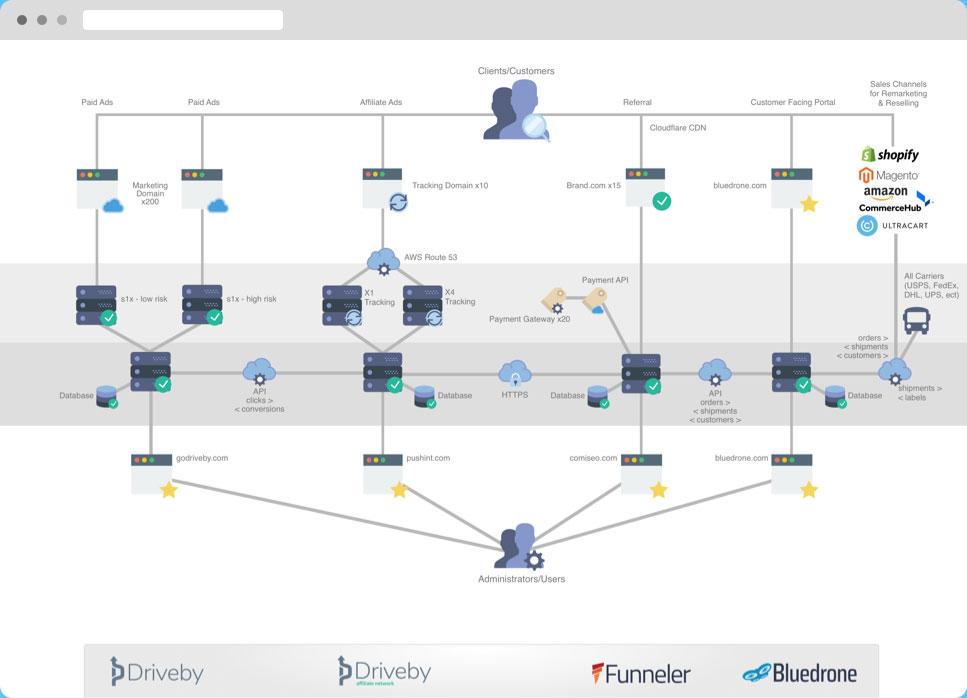 Clients/Customers
Paid Ads
Paid Ads
Affiliate Ads
Referral
Customer Facing Portal
Sales Channels
for Remarketing
& Reselling
Cloudflare CDN
Marketing
Domain
x200
Tracking Domain x10
Brand.com x15
bluedrone.com
shopify
Magento
amazon
CommerceHub
ULTRACART
AWS Route 53
s1x - low risk
s1x - high risk
X1
Tracking
X4
Tracking
Payment API
Payment Gateway x20
All Carriers
(USPS, FedEx,
DHL, UPS, ect)
orders >
< shipments
< customers >
Database
API
clicks >
< conversions
Database
HTTPS
Database
API
orders >
< shipments
< customers >
Database
shipments >
< labels
godriveby.com
pushint.com
comiseo.com
bluedrone.com
Administrators/Users
Driveby
Driveby
affiliate network
Funneler
Bluedrone